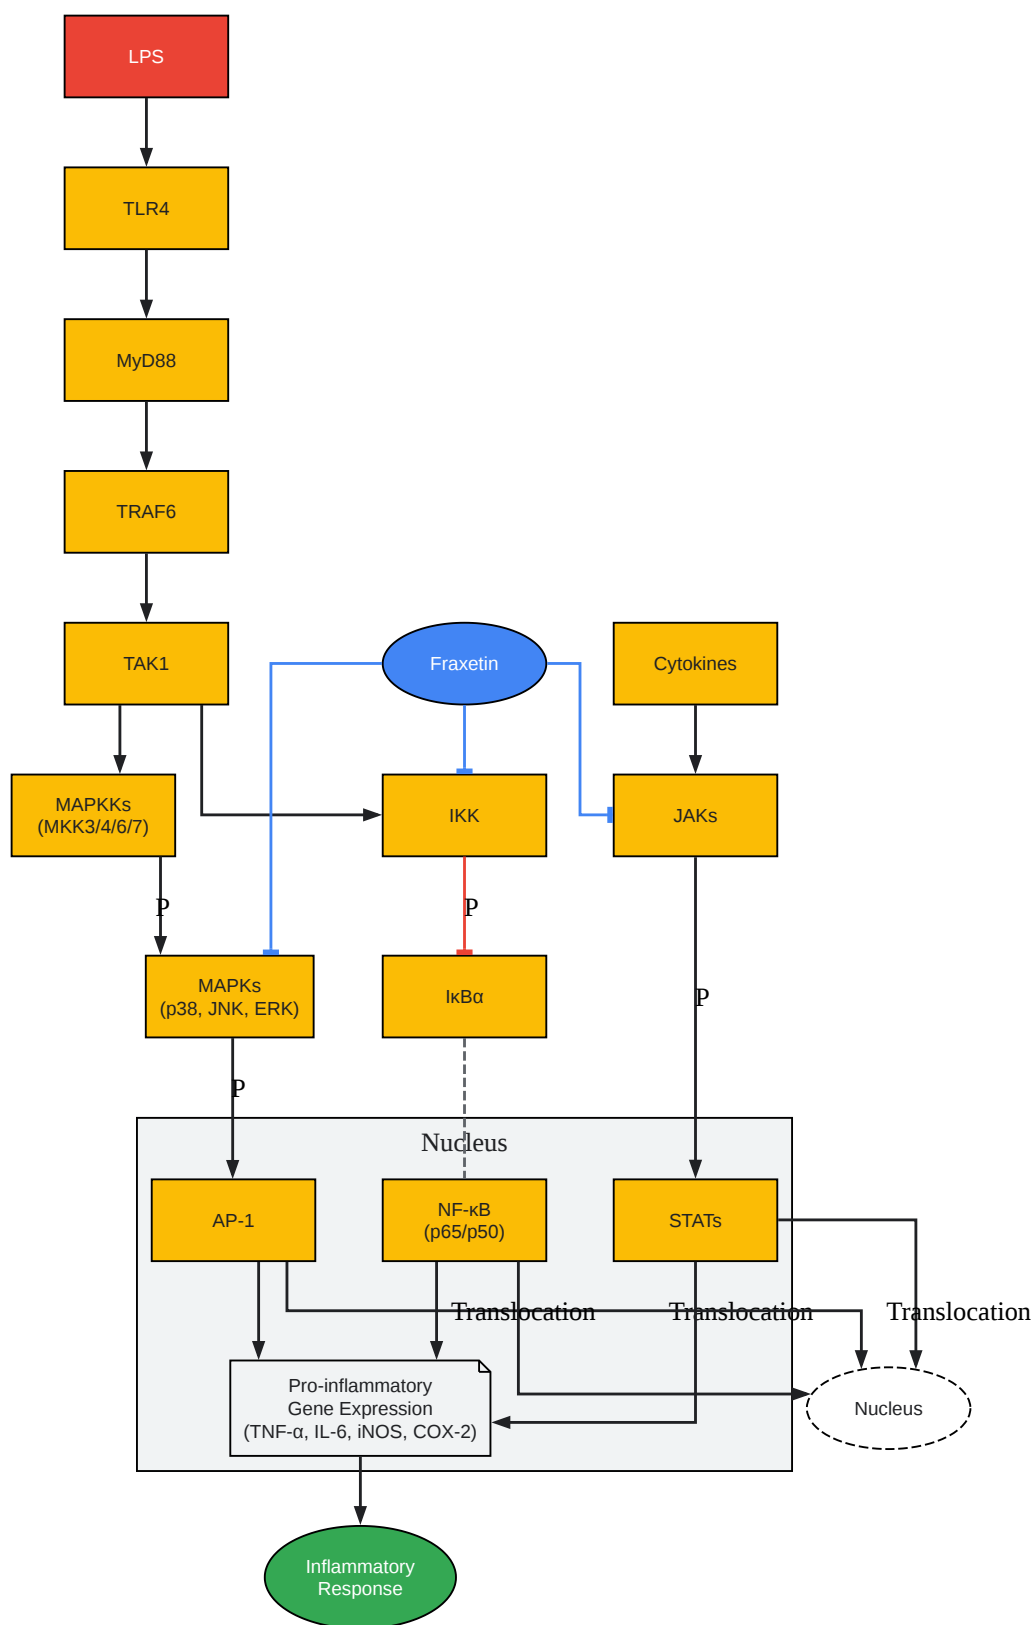 LPS
TLR4
MyD88
TRAF6
TAK1
Fraxetin
Cytokines
MAPKKs
(MKK3/4/6/7)
IKK
JAKs
P
P
MAPKs
(p38, JNK, ERK)
IκBα
P
P
Nucleus
AP-1
NF-κB
(p65/p50)
STATs
Translocation
Translocation
Translocation
Pro-inflammatory
Gene Expression
(TNF-α, IL-6, iNOS, COX-2)
Nucleus
Inflammatory
Response